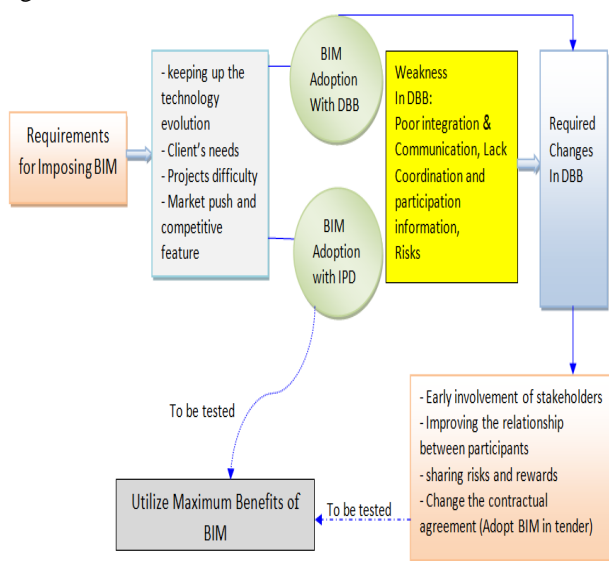 Requirements
for Imposing BIM
- keeping up the
technology
evolution
- Client's needs
- Projects difficulty
- Market push and
competitive
feature
BIM
Adoption
With DBB
BIM
Adoption
with IPD
Weakness
In DBB:
Poor integration &
Communication, Lack
Coordination and
participation
information,
Risks
Required
Changes
In DBB
To be tested
- Early involvement of stakeholders
- Improving the relationship
between participants
- sharing risks and rewards
- Change the contractual
agreement (Adopt BIM in tender)
To be tested
Utilize Maximum Benefits of
BIM